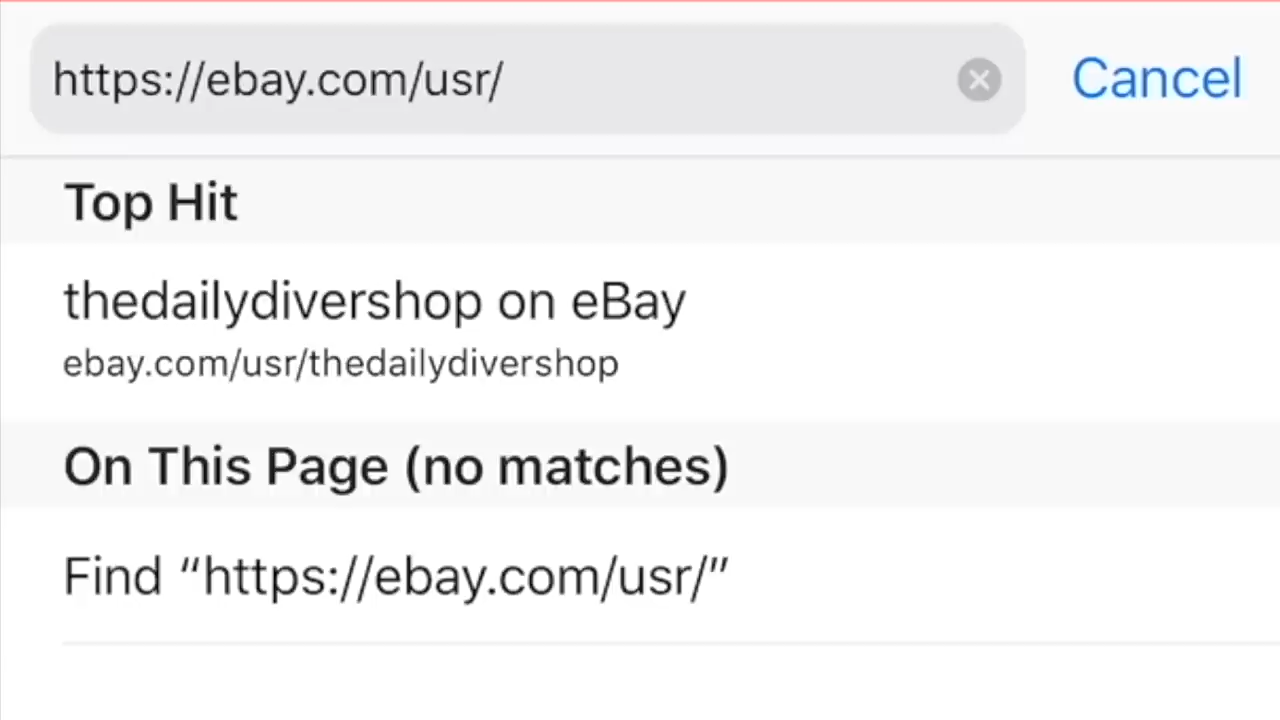 https://ebay.com/usr/
Cancel
Top Hit
thedailydivershop on eBay
ebay.com/usr/thedailydivershop
On This Page (no matches)
Find “https://ebay.com/usr/”